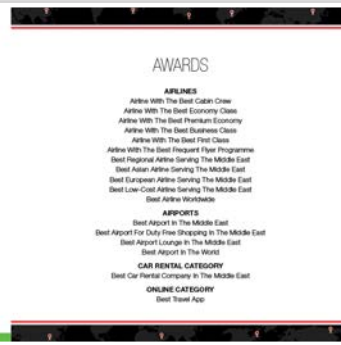 AWARDS
AIRLINES
Airline With The Best Cabin Crew
Airline With The Best Economy Class
Airline With The Best Premium Economy
Airline With The Best Business Class
Airline With The Best First Class
Airline With The Best Frequent Flyer Programme
Best Regional Airline Serving The Middle East
Best Asian Airline Serving The Middle East
Best European Airline Serving The Middle East
Best Low-Cost Airline Serving The Middle East
Best Airline Worldwide
AIRPORTS
Best Airport In The Middle East
Best Airport For Duty Free Shopping In The Middle East
Best Airport Lounge In The Middle East
Best Airport In The World
CAR RENTAL CATEGORY
Best Car Rental Company In The Middle East
ONLINE CATEGORY
Best Travel App